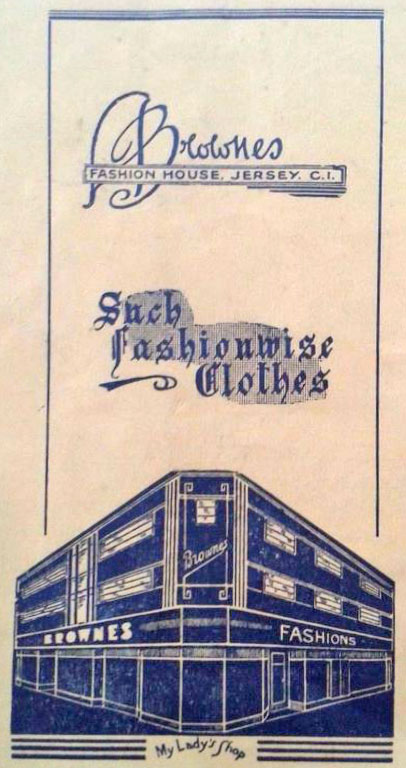 Brownes
FASHION HOUSE, JERSEY. C.I.
Such
Fashionwise
Clothes
Brownes
BROWNES
FASHIONS
My Lady's Shop